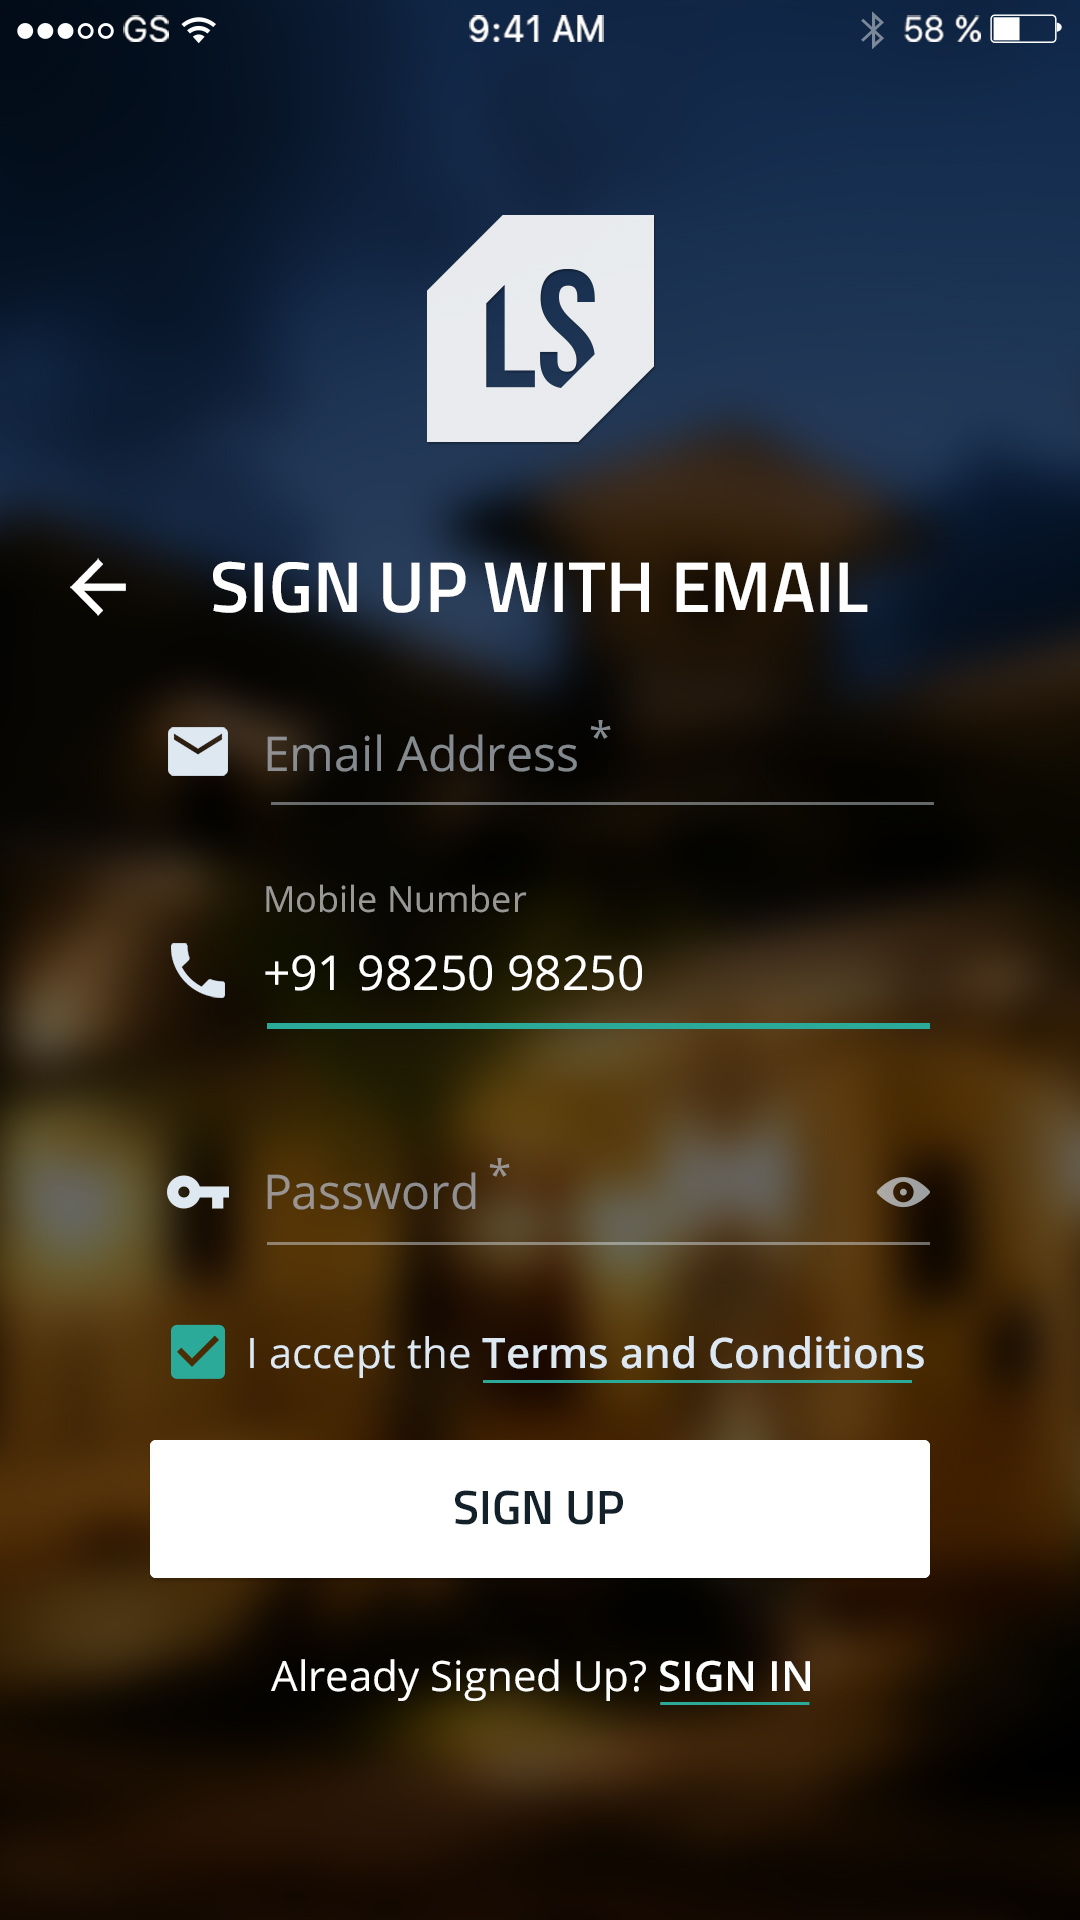 GS 9:41 AM 58 %
LS
SIGN UP WITH EMAIL
Email Address *
Mobile Number
+91 98250 98250
Password *
I accept the Terms and Conditions
SIGN UP
Already Signed Up? SIGN IN